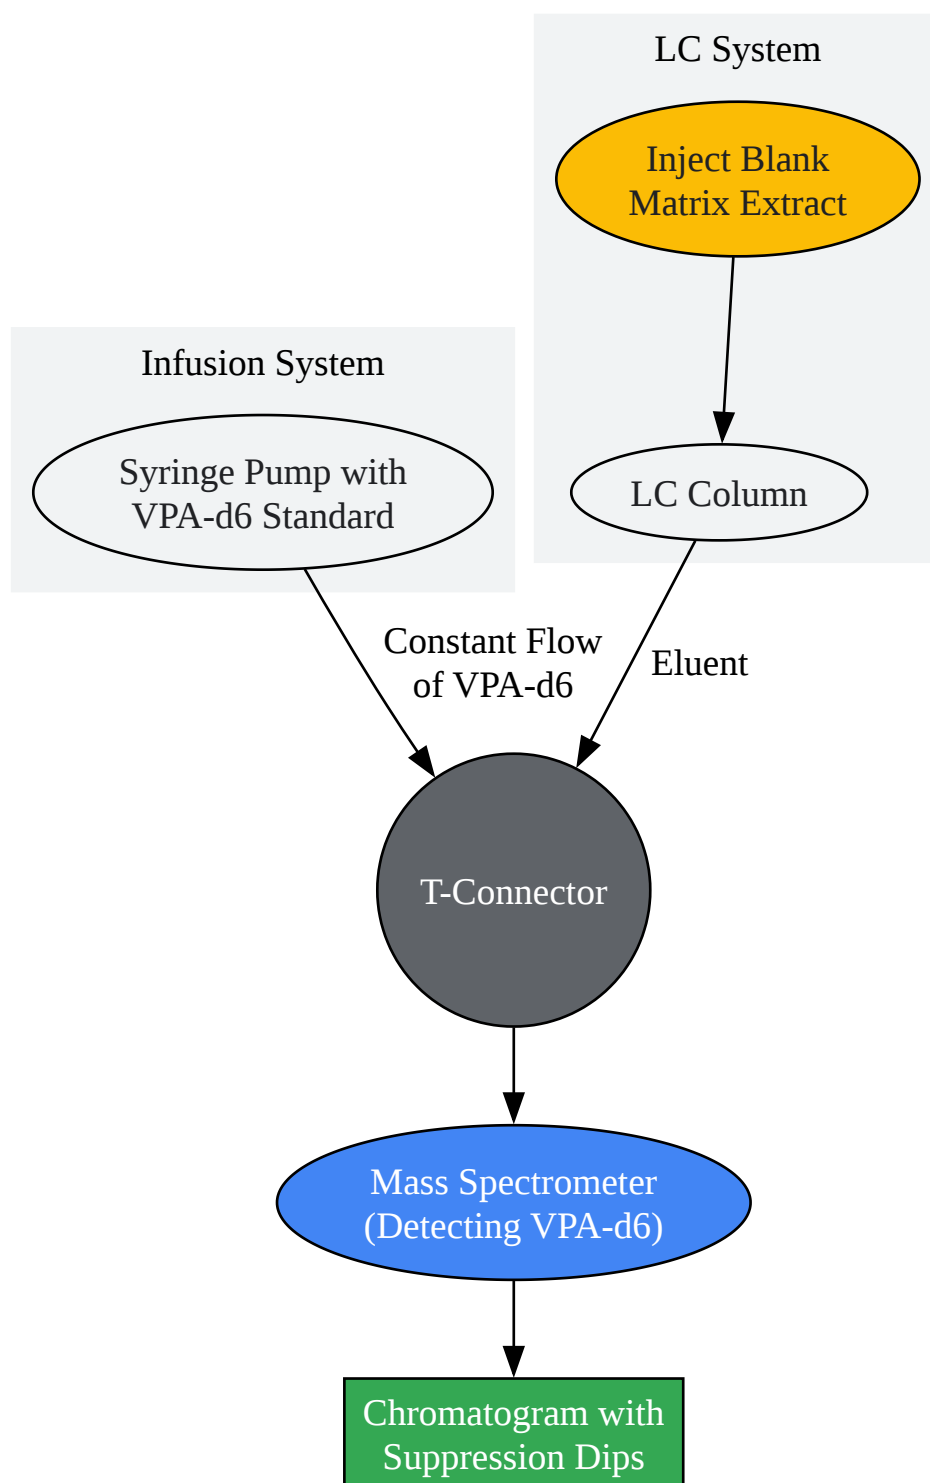 LC System
Inject Blank
Matrix Extract
Infusion System
Syringe Pump with
VPA-d6 Standard
LC Column
Constant Flow
of VPA-d6
Eluent
T-Connector
Mass Spectrometer
(Detecting VPA-d6)
Chromatogram with
Suppression Dips